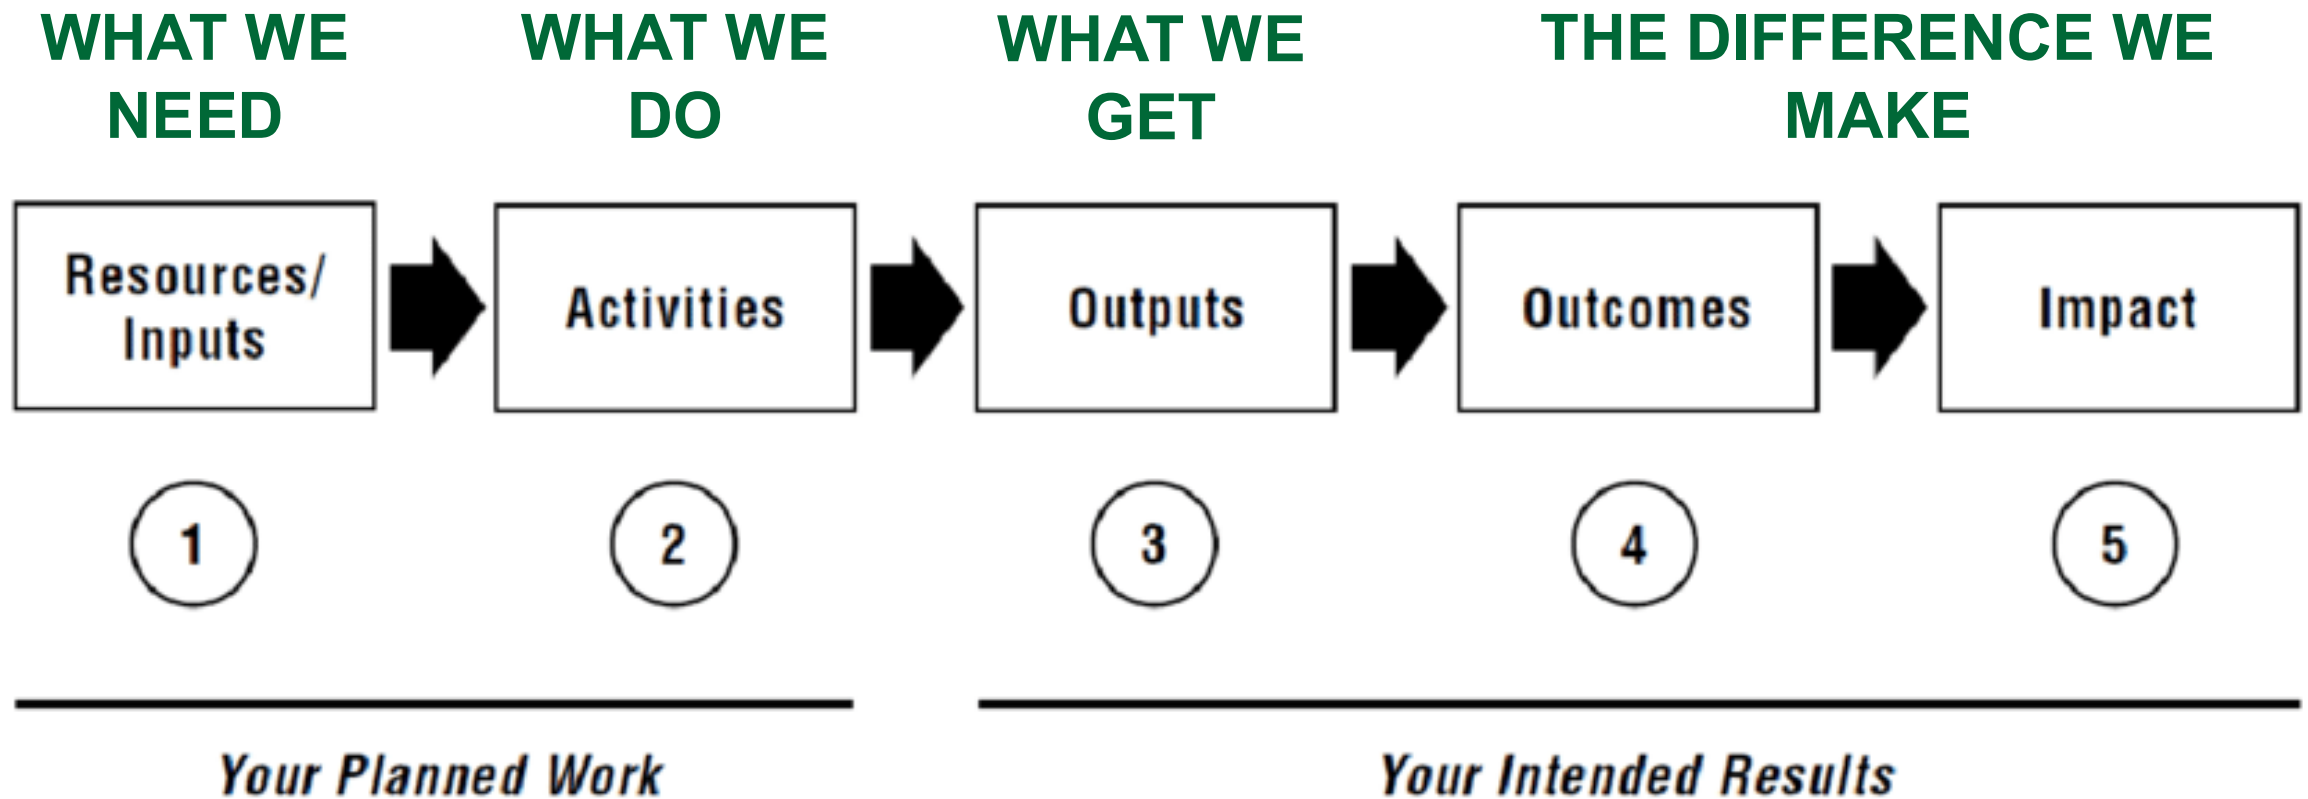 WHAT WE
NEED
WHAT WE
DO
WHAT WE
GET
THE DIFFERENCE WE
MAKE
Resources/
Inputs
Activities
Outputs
Outcomes
Impact
1
2
3
4
5
Your Planned Work
Your Intended Results